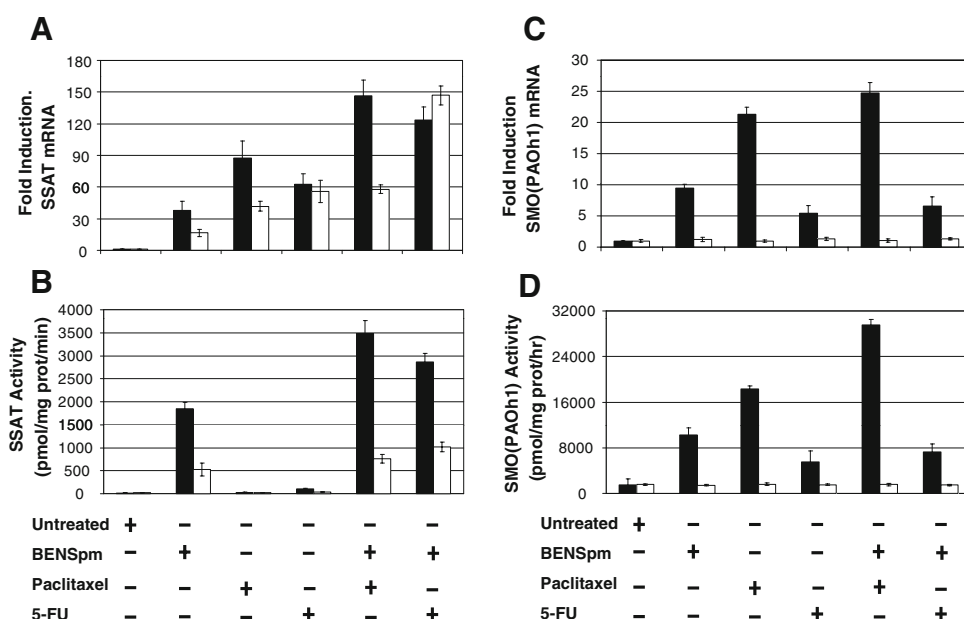 A
Fold Induction.
SSAT mRNA
180
150
120
90
60
30
0
B
SSAT Activity
(pmol/mg prot/min)
4000
3500
3000
2500
2000
1500
1000
500
0
Untreated + − − − − −
BENSpm − + − − + +
Paclitaxel − − + − + −
5-FU − − − + − +
C
Fold Induction
SMO(PAOh1) mRNA
30
25
20
15
10
5
0
D
SMO(PAOh1) Activity
(pmol/mg prot/hr)
32000
24000
16000
8000
0
Untreated + − − − − −
BENSpm − + − − + +
Paclitaxel − − + − + −
5-FU − − − + − +